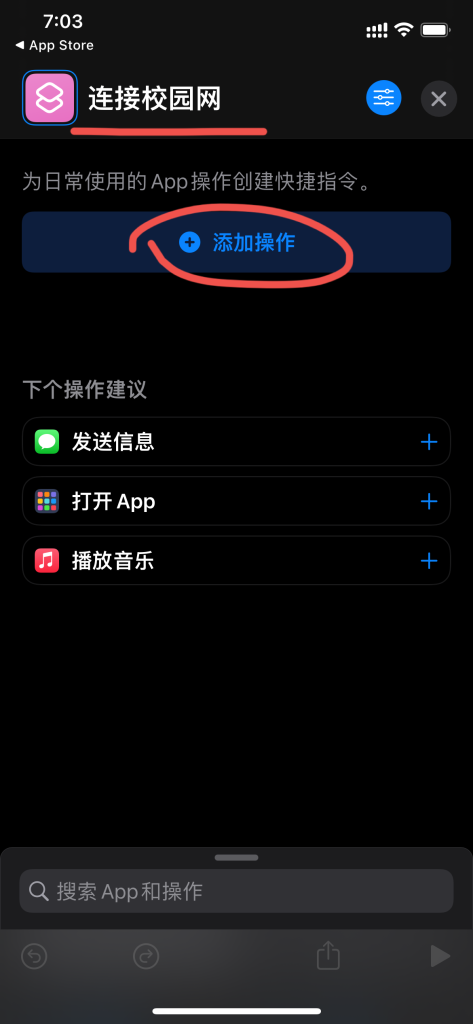 7:03
◀ App Store
连接校园网
为日常使用的 App 操作创建快捷指令。
添加操作
下个操作建议
发送信息
打开 App
播放音乐
搜索 App 和操作